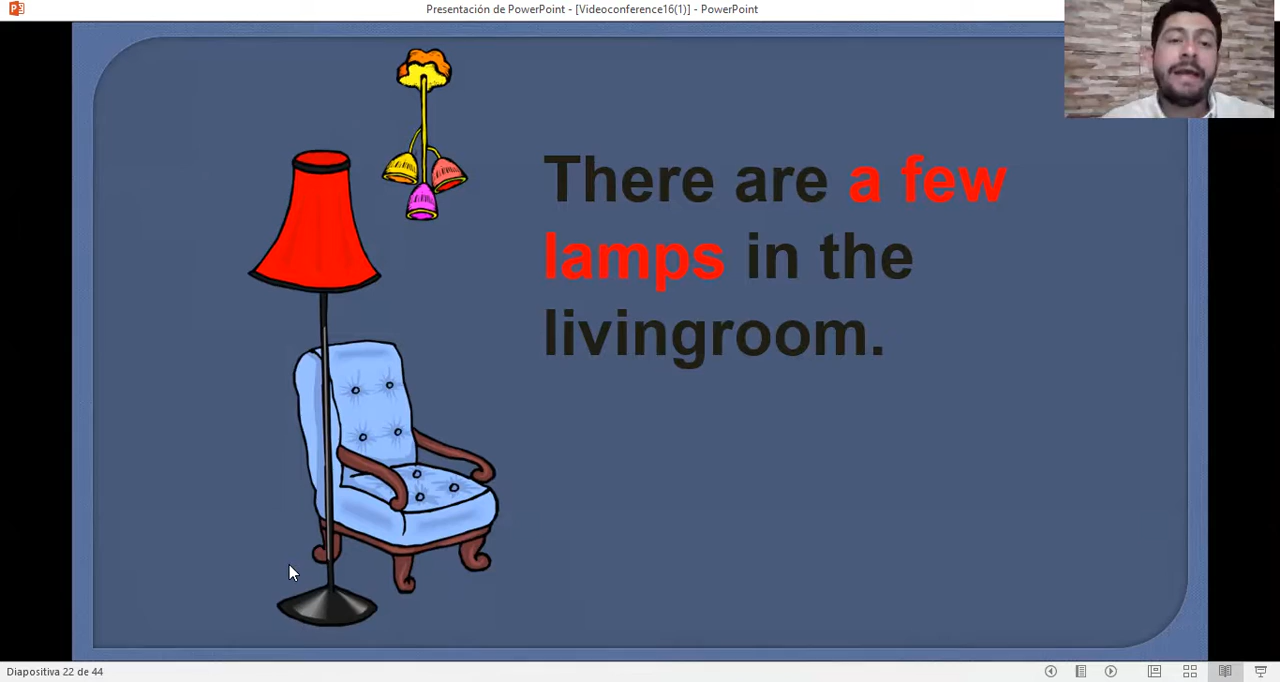 Presentación de PowerPoint - [Videoconference16(1)] - PowerPoint
There are a few
lamps in the
livingroom.
Diapositiva 22 de 44